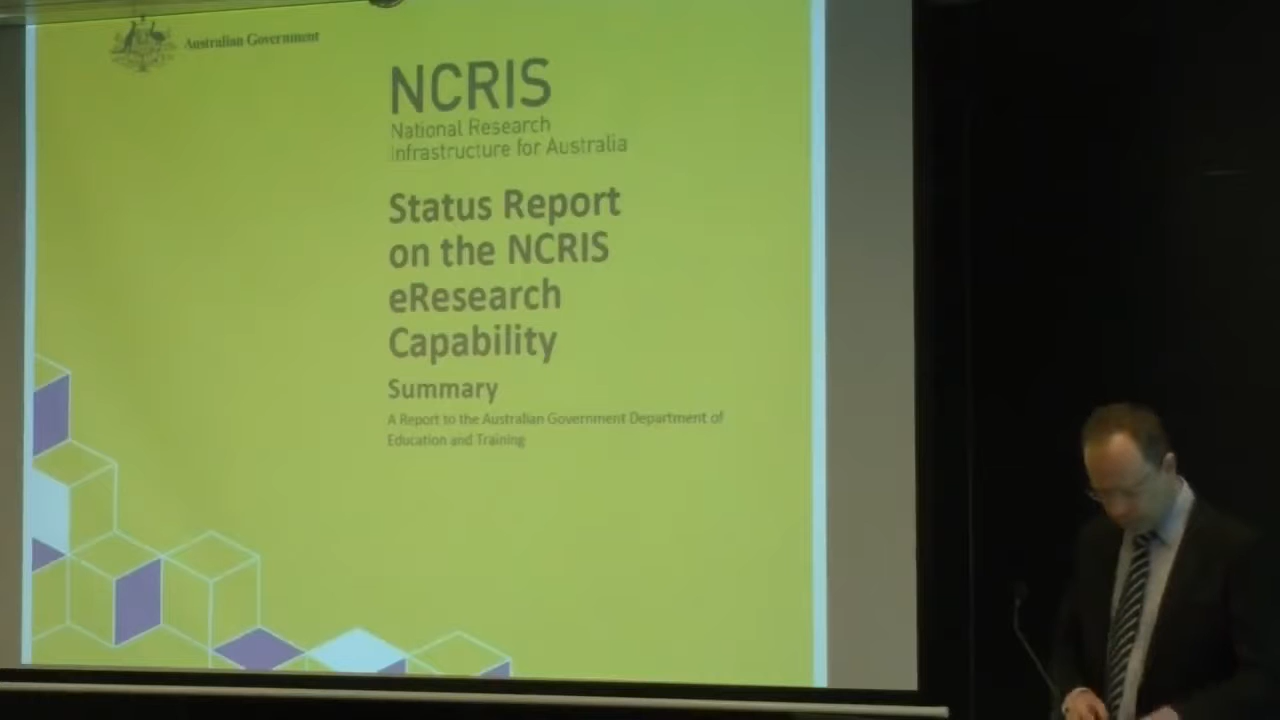 Australian Government
NCRIS
National Research
Infrastructure for Australia
Status Report
on the NCRIS
eResearch
Capability
Summary
A Report to the Australian Government Department of
Education and Training